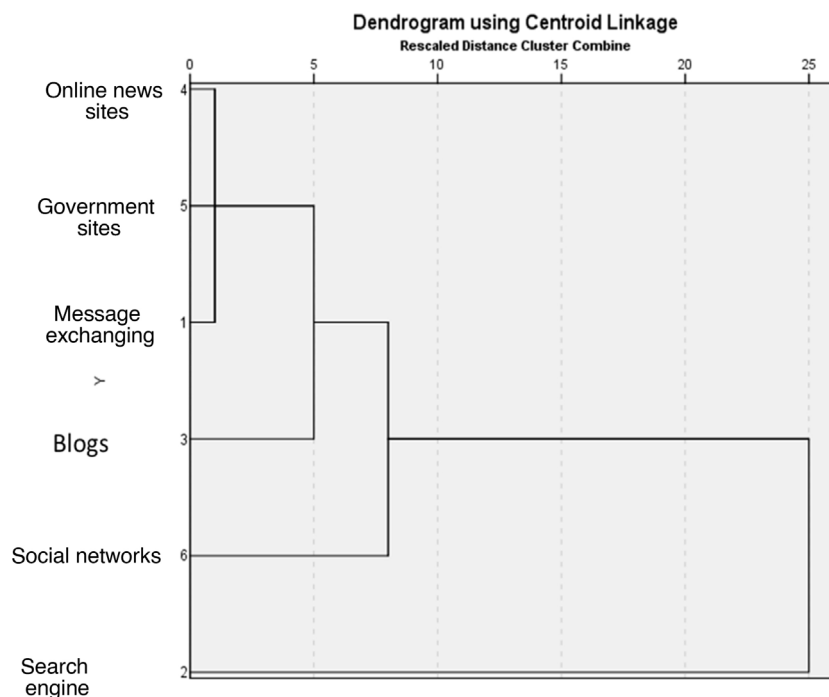 Dendrogram using Centroid Linkage
Rescaled Distance Cluster Combine
0 5 10 15 20 25
Online news
sites
4
Government
sites
5
Message
exchanging
1
Y
Blogs
3
Social networks
6
Search
engine
2